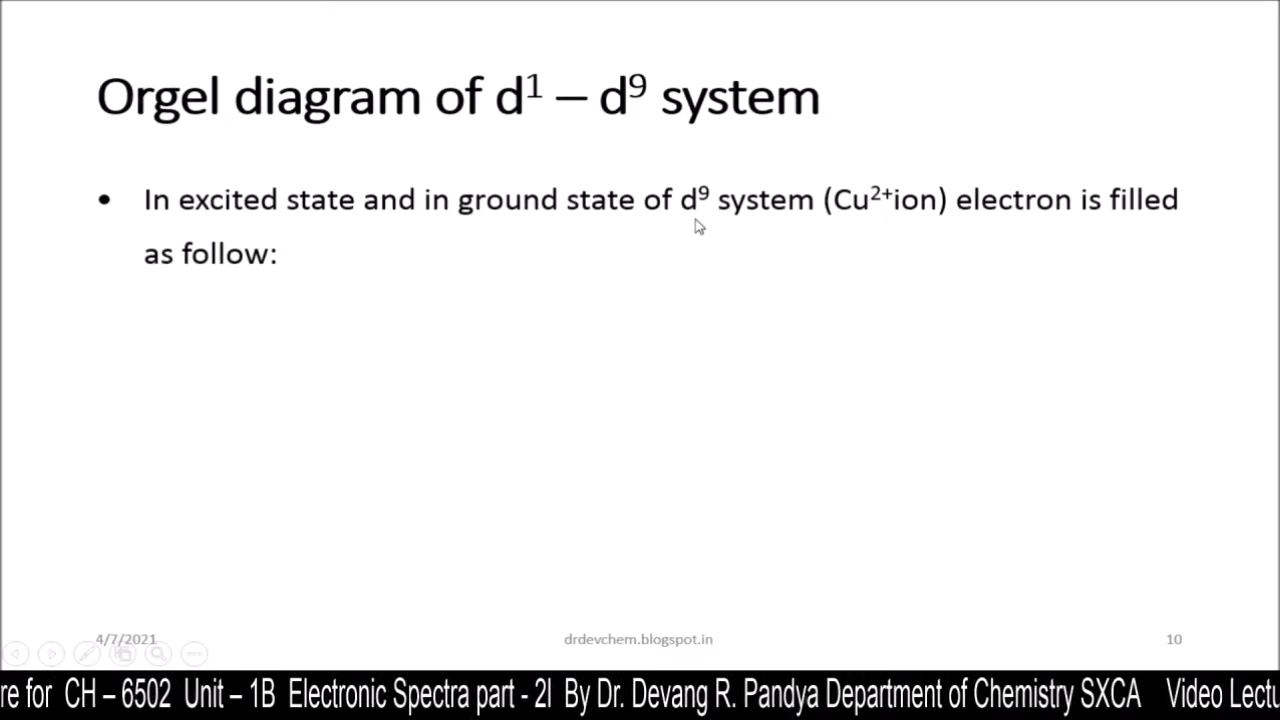 Orgel diagram of d¹ – d⁹ system
• In excited state and in ground state of d⁹ system (Cu²⁺ion) electron is filled
as follow:
4/7/2021
drdevchem.blogspot.in
10
re for CH – 6502 Unit – 1B Electronic Spectra part - 2I By Dr. Devang R. Pandya Department of Chemistry SXCA Video Lectu